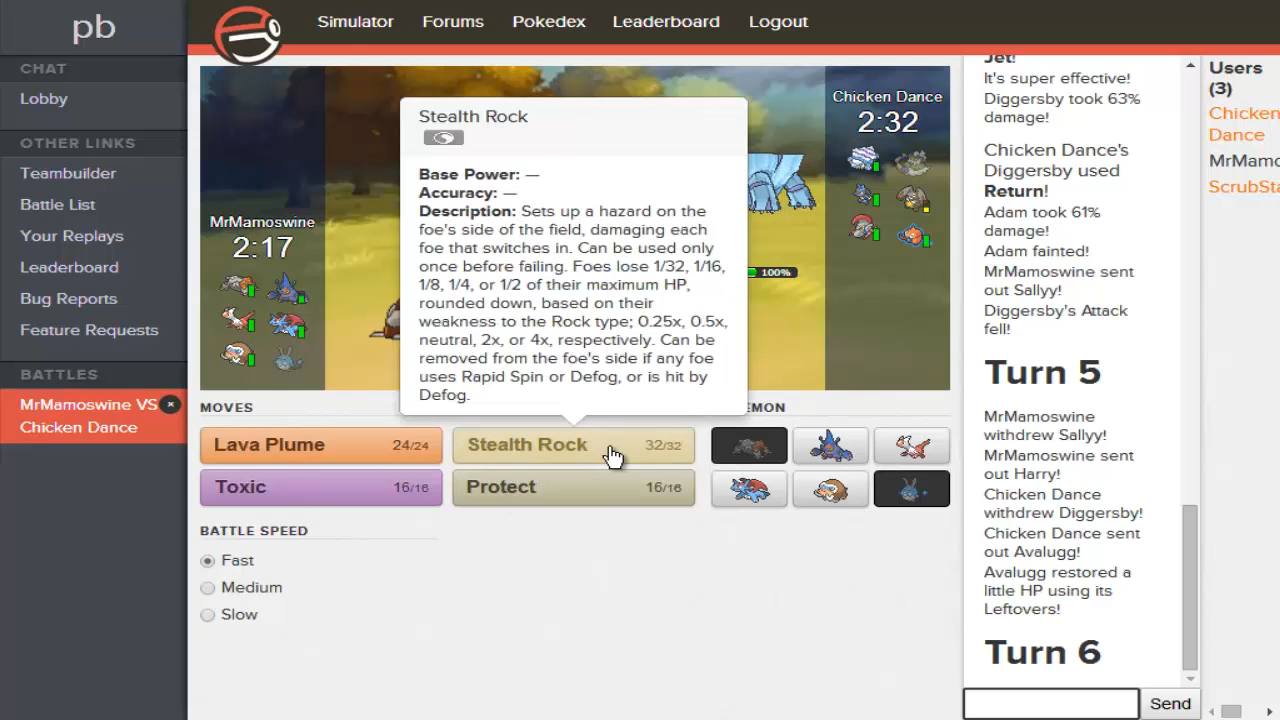 pb
CHAT
Lobby
OTHER LINKS
Teambuilder
Battle List
Your Replays
Leaderboard
Bug Reports
Feature Requests
BATTLES
MrMamoswine VS ×
Chicken Dance
Simulator Forums Pokedex Leaderboard Logout
MrMamoswine
2:17
Chicken Dance
2:32
100%
Stealth Rock
Base Power: —
Accuracy: —
Description: Sets up a hazard on the
foe's side of the field, damaging each
foe that switches in. Can be used only
once before failing. Foes lose 1/32, 1/16,
1/8, 1/4, or 1/2 of their maximum HP,
rounded down, based on their
weakness to the Rock type; 0.25x, 0.5x,
neutral, 2x, or 4x, respectively. Can be
removed from the foe's side if any foe
uses Rapid Spin or Defog, or is hit by
Defog.
MOVES
EMON
Lava Plume 24/24
Stealth Rock 32/32
Toxic 16/16
Protect 16/16
BATTLE SPEED
Fast
Medium
Slow
Jet!
It's super effective!
Diggersby took 63%
damage!
Chicken Dance's
Diggersby used
Return!
Adam took 61%
damage!
Adam fainted!
MrMamoswine sent
out Sallyy!
Diggersby's Attack
fell!
Turn 5
MrMamoswine
withdrew Sallyy!
MrMamoswine sent
out Harry!
Chicken Dance
withdrew Diggersby!
Chicken Dance sent
out Avalugg!
Avalugg restored a
little HP using its
Leftovers!
Turn 6
Send
Users
(3)
Chicken
Dance
MrMamo
ScrubSta